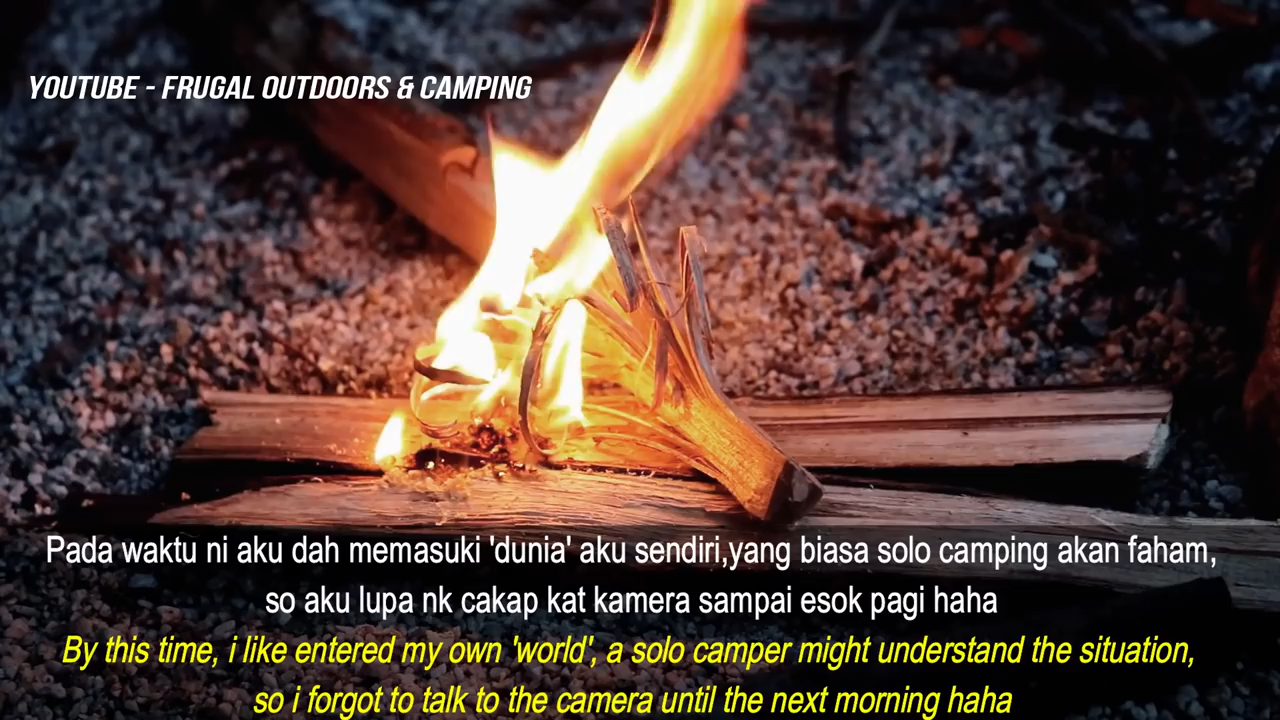 YOUTUBE - FRUGAL OUTDOORS & CAMPING
Pada waktu ni aku dah memasuki 'dunia' aku sendiri,yang biasa solo camping akan faham,
so aku lupa nk cakap kat kamera sampai esok pagi haha
By this time, i like entered my own 'world', a solo camper might understand the situation,
so i forgot to talk to the camera until the next morning haha